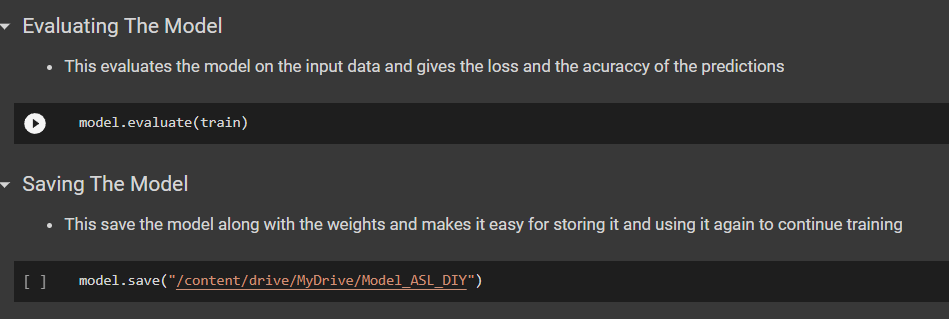 Evaluating The Model
• This evaluates the model on the input data and gives the loss and the acuraccy of the predictions
model.evaluate(train)
Saving The Model
• This save the model along with the weights and makes it easy for storing it and using it again to continue training
[ ] model.save("/content/drive/MyDrive/Model_ASL_DIY")